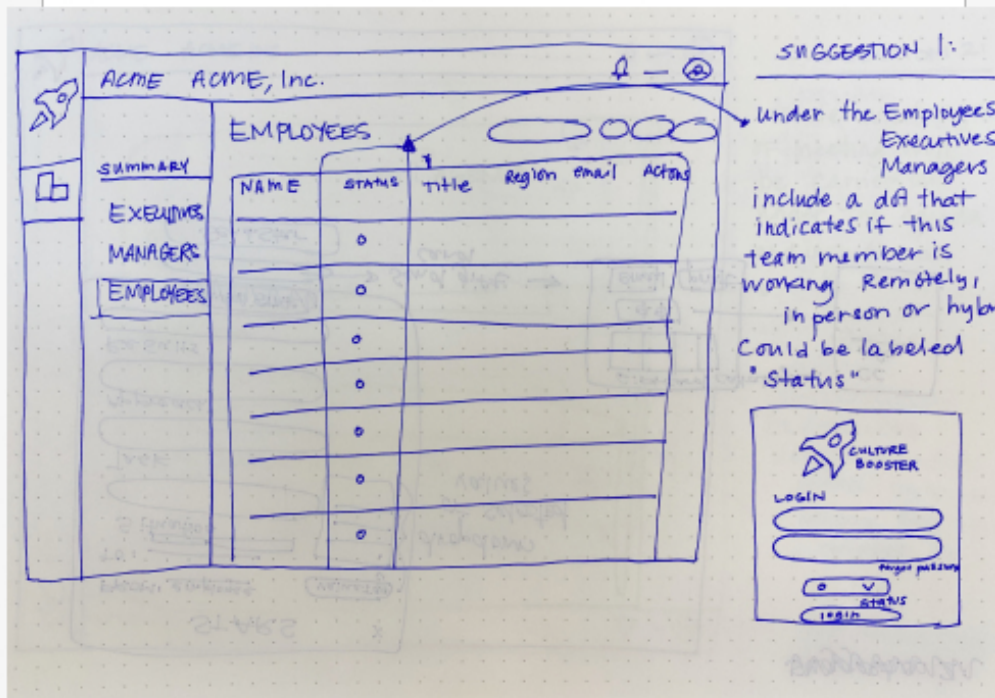 SUGGESTION 1:
ACME ACME, Inc.
EMPLOYEES
SUMMARY
EXECUTIVES
MANAGERS
EMPLOYEES
NAME STATUS Title Region email Actions
Under the Employees
Executives
Managers
include a dot that
indicates if this
team member is
working Remotely,
in person or hybr
Could be labeled
"Status"
CULTURE
BOOSTER
LOGIN
forgot password
status
login